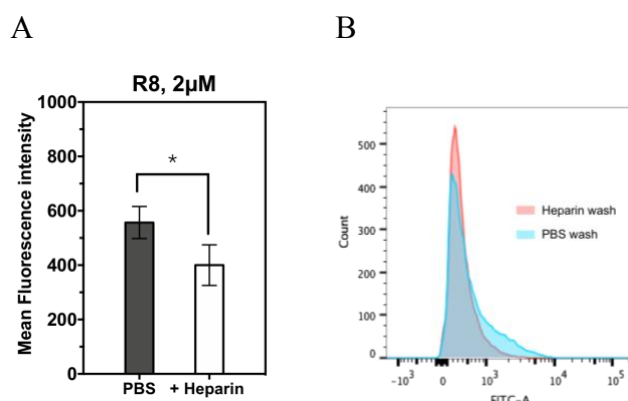 A
B
R8, 2µM
*
Mean Fluorescence intensity
1000
800
600
400
200
0
PBS + Heparin
Count
500
400
300
200
100
0
Heparin wash
PBS wash
-10³ 0 10³ 10⁴ 10⁵
FITC-A